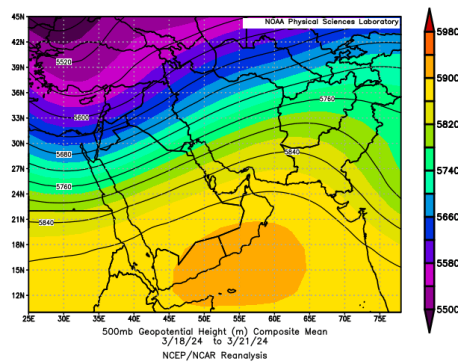 NOAA Physical Sciences Laboratory
45N
42N
39N
36N
33N
30N
27N
24N
21N
18N
15N
12N
5520
5600
5680
5760
5840
5760
5840
25E 30E 35E 40E 45E 50E 55E 60E 65E 70E 75E
5980
5900
5820
5740
5660
5580
5500
500mb Geopotential Height (m) Composite Mean
3/18/24 to 3/21/24
NCEP/NCAR Reanalysis